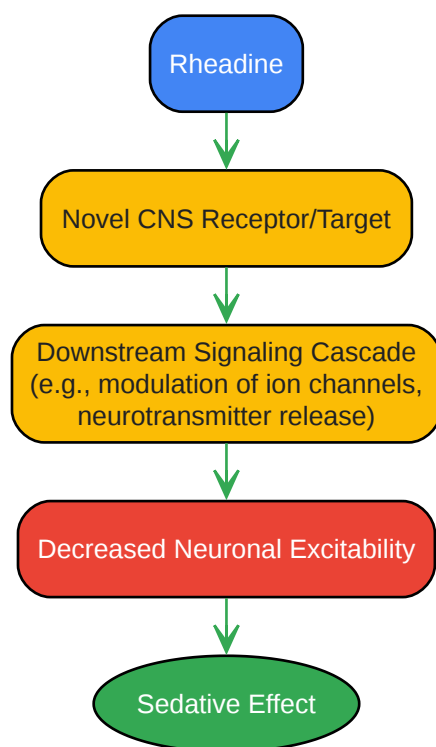 Rheadine
Novel CNS Receptor/Target
Downstream Signaling Cascade
(e.g., modulation of ion channels,
neurotransmitter release)
Decreased Neuronal Excitability
Sedative Effect